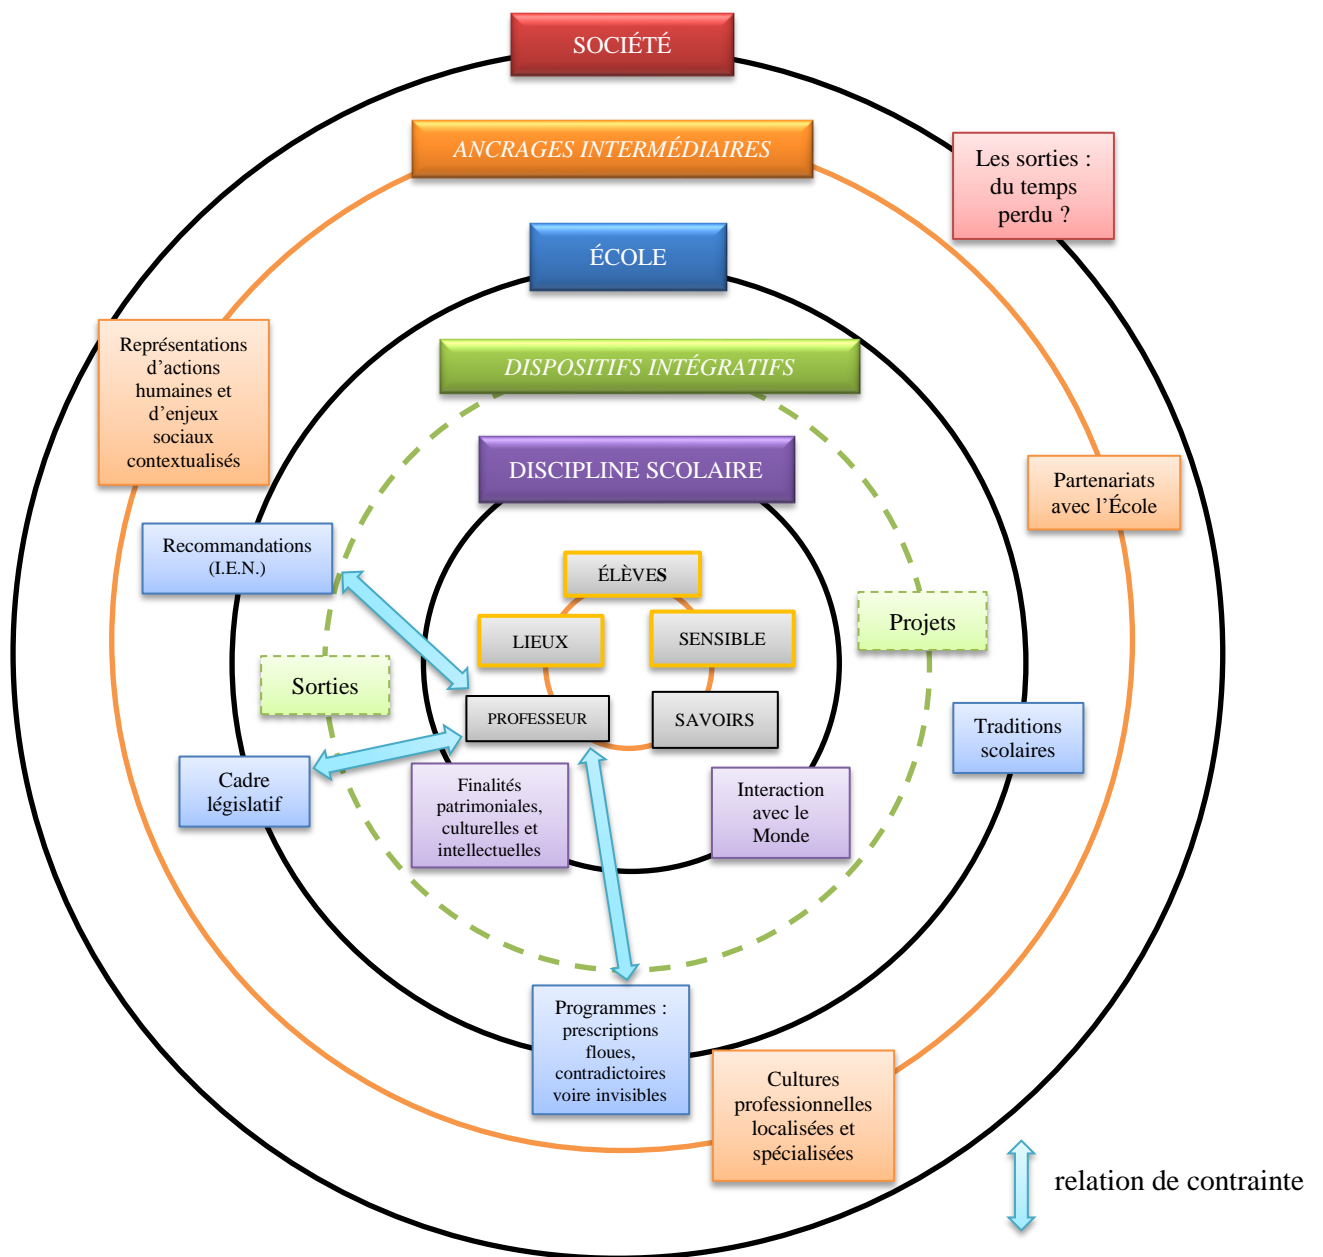 SOCIÉTÉ
ANCRAGES INTERMÉDIAIRES
Les sorties :
du temps
perdu ?
ÉCOLE
Représentations
d’actions
humaines et
d’enjeux
sociaux
contextualisés
DISPOSITIFS INTÉGRATIFS
DISCIPLINE SCOLAIRE
Partenariats
avec l’École
Recommandations
(I.E.N.)
ÉLÈVES
LIEUX
SENSIBLE
Projets
Sorties
PROFESSEUR
SAVOIRS
Traditions
scolaires
Cadre
législatif
Finalités
patrimoniales,
culturelles et
intellectuelles
Interaction
avec le
Monde
Programmes :
prescriptions
floues,
contradictoires
voire invisibles
Cultures
professionnelles
localisées et
spécialisées
relation de contrainte